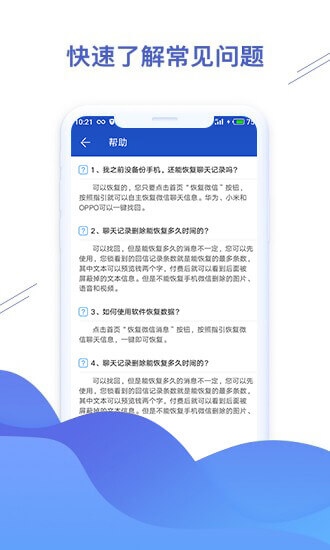 快速了解常见问题
10:21
75
帮助
1、我之前没备份手机，还能恢复聊天记录吗？
可以恢复的，您只要点击首页“恢复微信”按钮，
按照指引就可以自主恢复微信聊天信息。华为、小米和
OPPO可以一键找回。
2、聊天记录删除能恢复多久时间的？
可以找回，但是能恢复多久的消息不一定，您可以先
使用，您锁看到的回信记录条数就是能恢复的最多条数，
其中文本可以预览钱两个字，付费后就可以看到后面被
屏蔽掉的文本信息。但是不能恢复手机微信删除的图片、
语音和视频。
3、如何使用软件恢复数据？
点击首页“恢复微信消息”按钮，按照指引恢复微
信聊天信息，一键即可恢复。
4、聊天记录删除能恢复多久时间的？
可以找回，但是能恢复多久的消息不一定，您可以先
使用，您锁看到的回信记录条数就是能恢复的最多条数，
其中文本可以预览钱两个字，付费后就可以看到后面被
屏蔽掉的文本信息。但是不能恢复手机微信删除的图片、